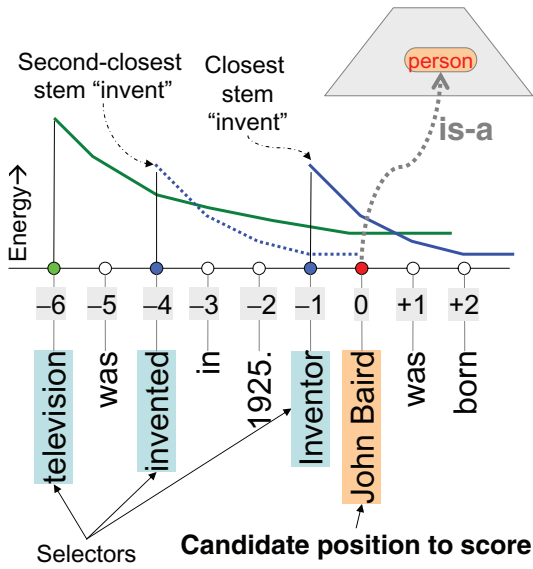 person
Second-closest
stem “invent”
Closest
stem
“invent”
is-a
Energy→
–6 –5 –4 –3 –2 –1 0 +1 +2
television was invented in 1925. Inventor John Baird was born
Selectors
Candidate position to score